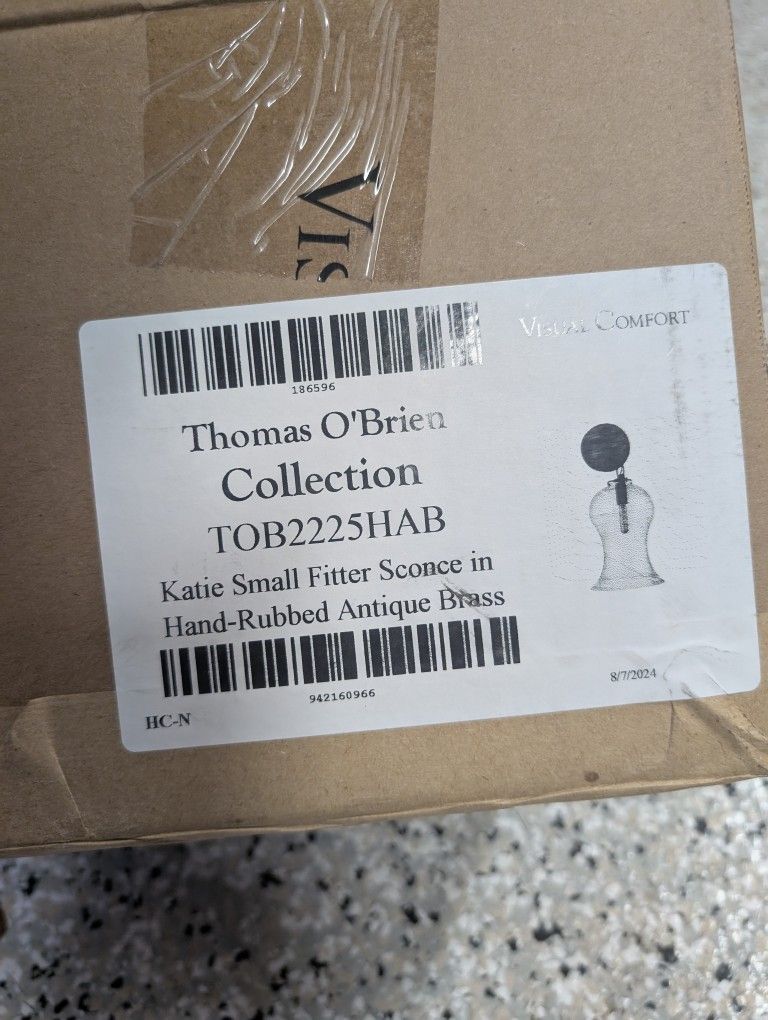 VIS
186596
VISUAL COMFORT
Thomas O'Brien
Collection
TOB2225HAB
Katie Small Fitter Sconce in
Hand-Rubbed Antique Brass
942160966
HC-N
8/7/2024